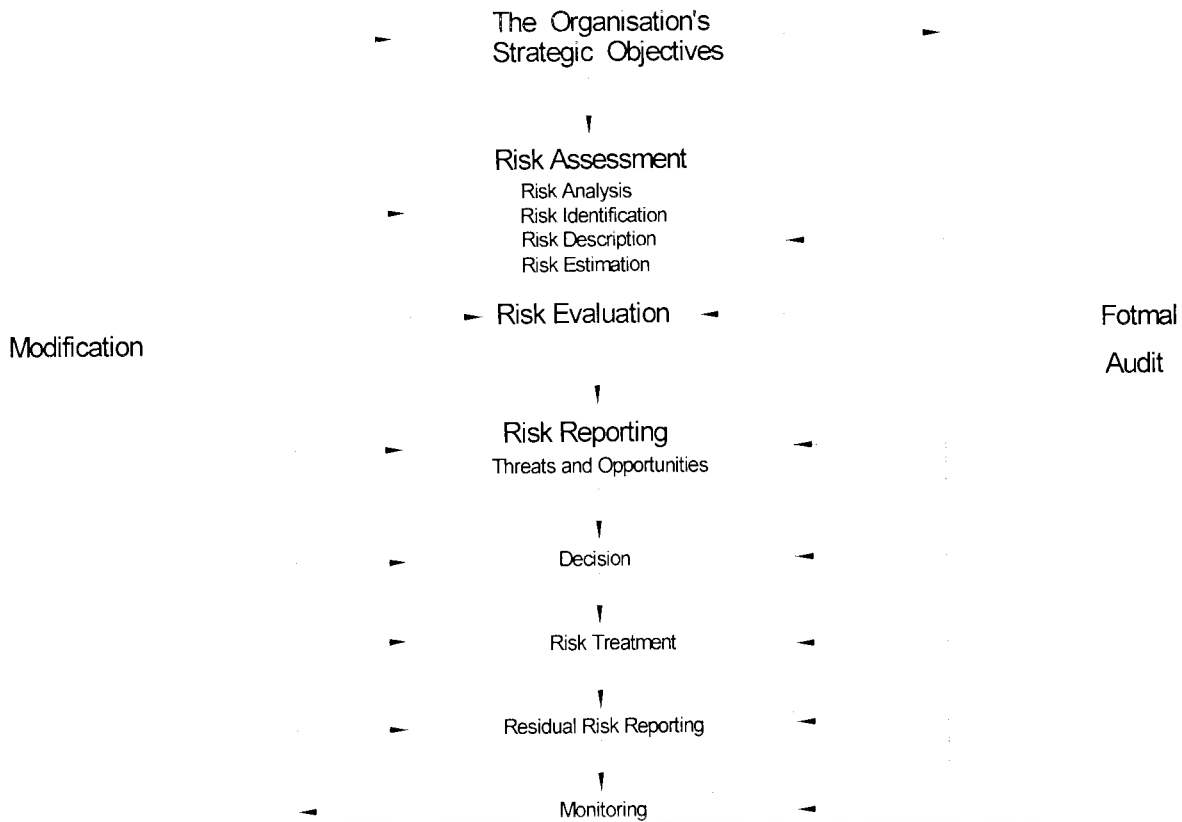 The Organisation's
Strategic Objectives
Risk Assessment
Risk Analysis
Risk Identification
Risk Description
Risk Estimation
Risk Evaluation
Modification
Fotmal
Audit
Risk Reporting
Threats and Opportunities
Decision
Risk Treatment
Residual Risk Reporting
Monitoring